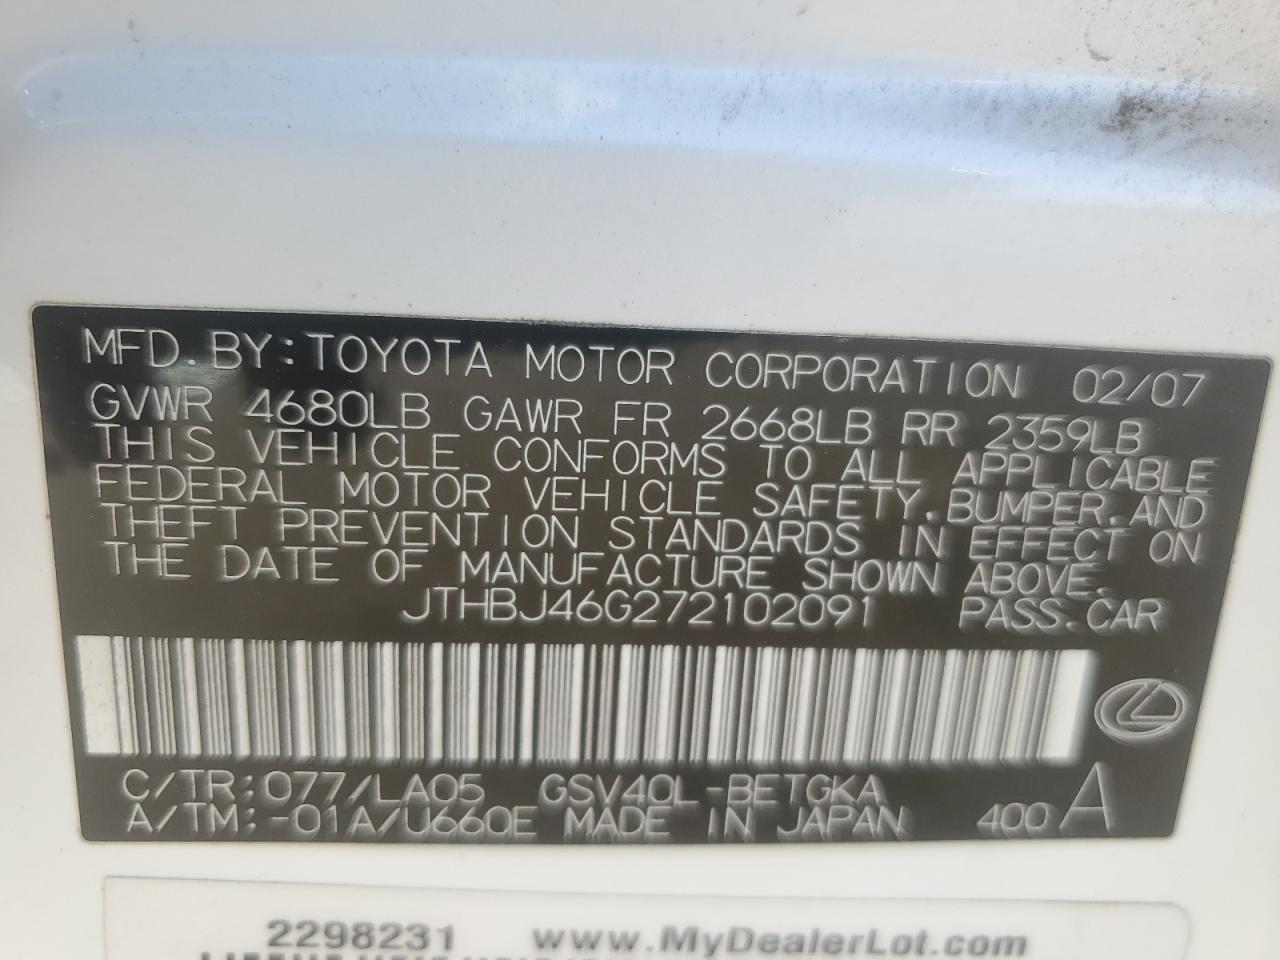 MFD. BY: TOYOTA MOTOR CORPORATION 02/07
GVWR 4680LB GAWR FR 2668LB RR 2359LB
THIS VEHICLE CONFORMS TO ALL APPLICABLE
FEDERAL MOTOR VEHICLE SAFETY, BUMPER, AND
THEFT PREVENTION STANDARDS IN EFFECT ON
THE DATE OF MANUFACTURE SHOWN ABOVE.
JTHBJ46G272102091 PASS. CAR
C/TR: 077/LA05 GSV40L-BETGKA
A/TM: -01A/U660E MADE IN JAPAN 400 A
2298231 www.MyDealerLot.com